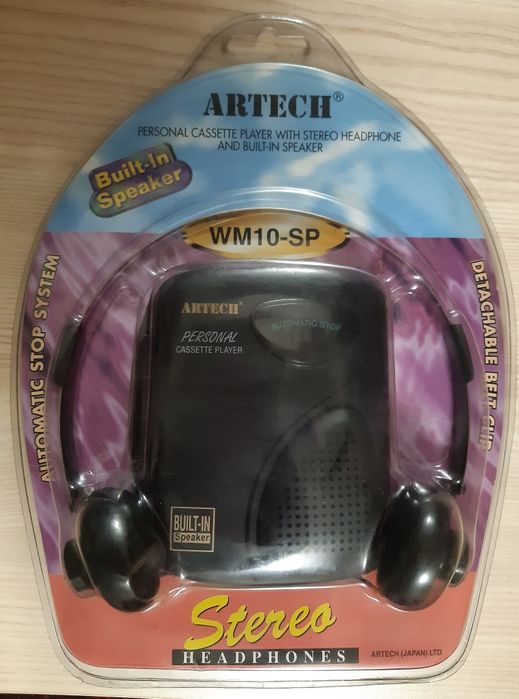 ARTECH®
PERSONAL CASSETTE PLAYER WITH STEREO HEADPHONE
AND BUILT-IN SPEAKER
Built-In
Speaker
WM10-SP
AUTOMATIC STOP SYSTEM
DETACHABLE BELT CLIP
ARTECH®
AUTOMATIC STOP
PERSONAL
CASSETTE PLAYER
BUILT-IN
Speaker
Stereo
HEADPHONES
ARTECH (JAPAN) LTD.